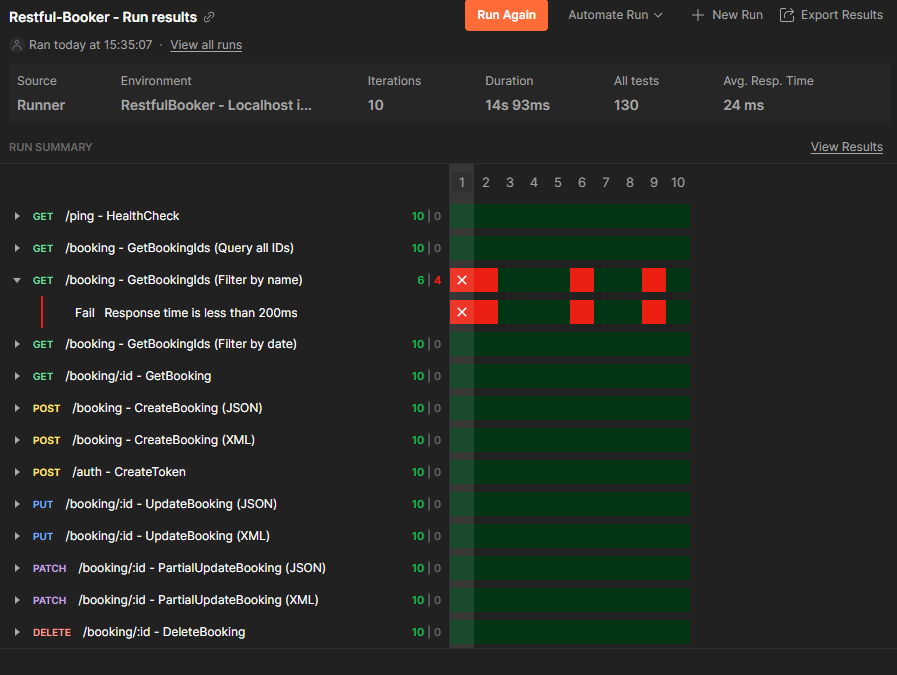 Restful-Booker - Run results
Run Again
Automate Run
New Run
Export Results
Ran today at 15:35:07 · View all runs
Source Environment Iterations Duration All tests Avg. Resp. Time
Runner RestfulBooker - Localhost i... 10 14s 93ms 130 24 ms
RUN SUMMARY View Results
1 2 3 4 5 6 7 8 9 10
GET /ping - HealthCheck 10 | 0
GET /booking - GetBookingIds (Query all IDs) 10 | 0
GET /booking - GetBookingIds (Filter by name) 6 | 4
Fail Response time is less than 200ms
GET /booking - GetBookingIds (Filter by date) 10 | 0
GET /booking/:id - GetBooking 10 | 0
POST /booking - CreateBooking (JSON) 10 | 0
POST /booking - CreateBooking (XML) 10 | 0
POST /auth - CreateToken 10 | 0
PUT /booking/:id - UpdateBooking (JSON) 10 | 0
PUT /booking/:id - UpdateBooking (XML) 10 | 0
PATCH /booking/:id - PartialUpdateBooking (JSON) 10 | 0
PATCH /booking/:id - PartialUpdateBooking (XML) 10 | 0
DELETE /booking/:id - DeleteBooking 10 | 0